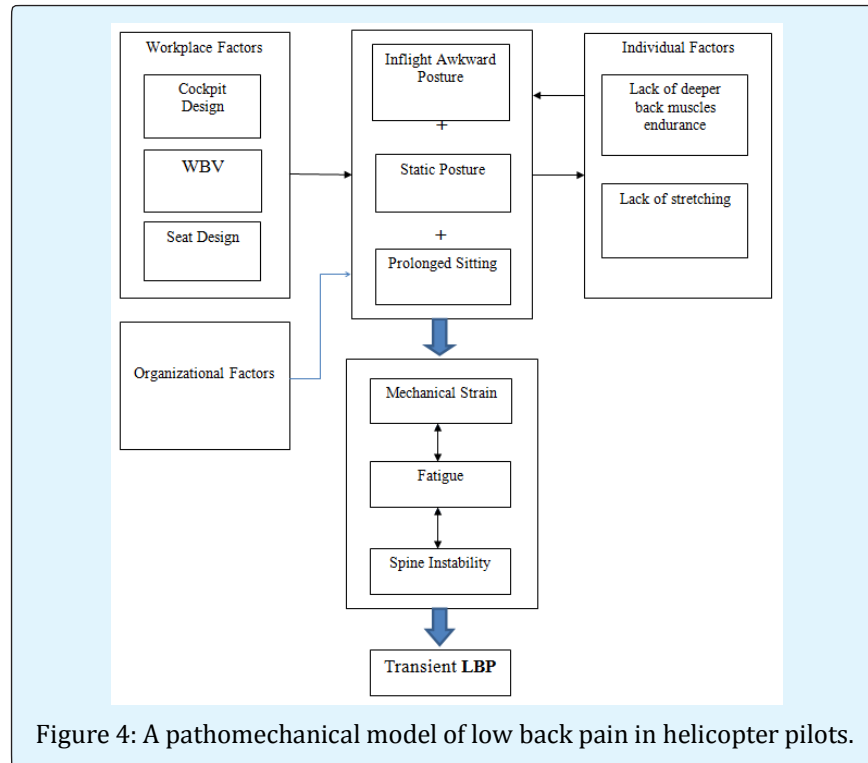 Workplace Factors
Cockpit
Design
WBV
Seat Design
Organizational Factors
Inflight Awkward
Posture
+
Static Posture
+
Prolonged Sitting
Individual Factors
Lack of deeper
back muscles
endurance
Lack of stretching
Mechanical Strain
Fatigue
Spine Instability
Transient LBP
Figure 4: A pathomechanical model of low back pain in helicopter pilots.